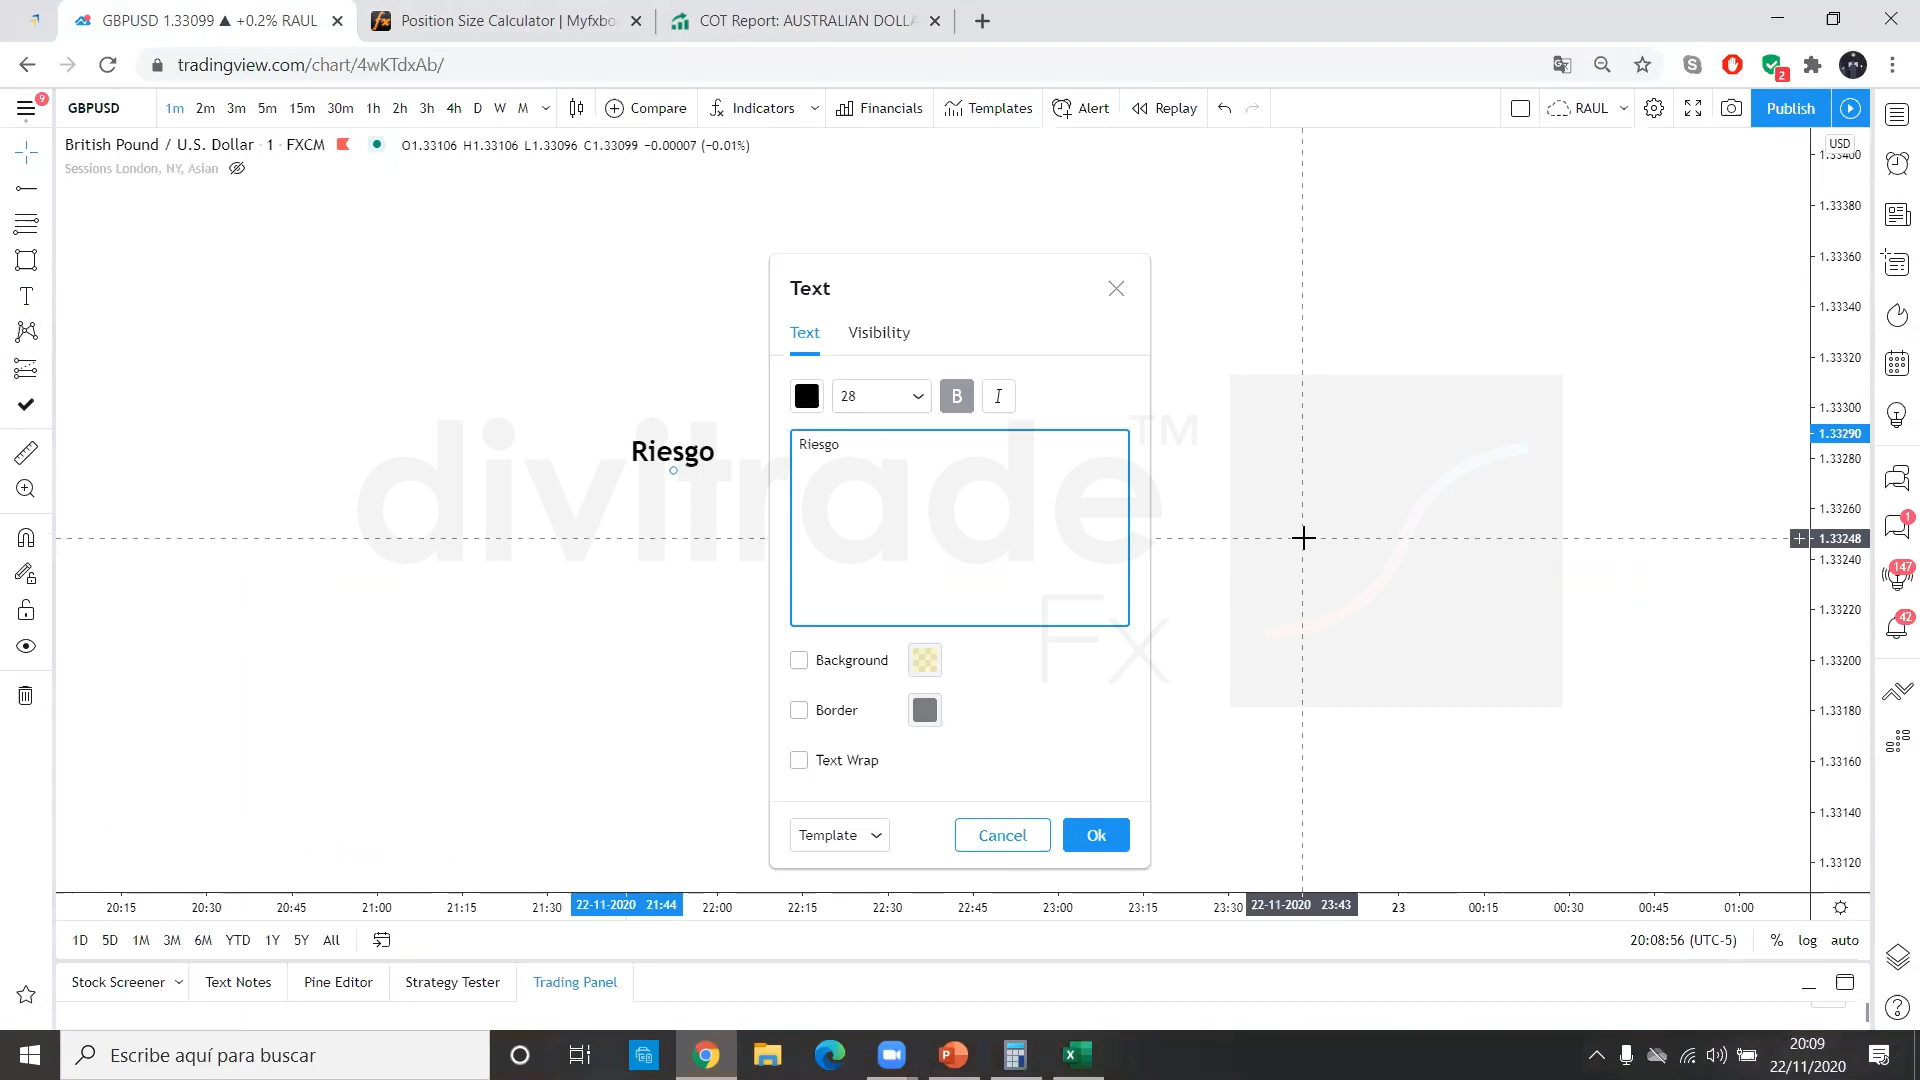 GBPUSD 1.33099 ▲ +0.2% RAUL
Position Size Calculator | Myfxbo
COT Report: AUSTRALIAN DOLLA
tradingview.com/chart/4wKTdxAb/
2
9
GBPUSD
1m 2m 3m 5m 15m 30m 1h 2h 3h 4h D W M
Compare
Indicators
Financials
Templates
Alert
Replay
RAUL
Publish
British Pound / U.S. Dollar · 1 · FXCM
O1.33106 H1.33106 L1.33096 C1.33099 −0.00007 (−0.01%)
Sessions London, NY, Asian
USD
1.33400
1.33380
1.33360
1.33340
1.33320
1.33300
1.33290
1.33280
1.33260
1.33248
1.33240
1.33220
1.33200
1.33180
1.33160
1.33140
1.33120
Riesgo
divitrade™
Fx
Text
Text Visibility
28
B
I
Riesgo
Background
Border
Text Wrap
Template
Cancel
Ok
1
147
42
20:15 20:30 20:45 21:00 21:15 21:30 22-11-2020 21:44 22:00 22:15 22:30 22:45 23:00 23:15 23:30 22-11-2020 23:43 23 00:15 00:30 00:45 01:00
1D 5D 1M 3M 6M YTD 1Y 5Y All
20:08:56 (UTC-5)
% log auto
Stock Screener
Text Notes
Pine Editor
Strategy Tester
Trading Panel
Escribe aquí para buscar
20:09
22/11/2020